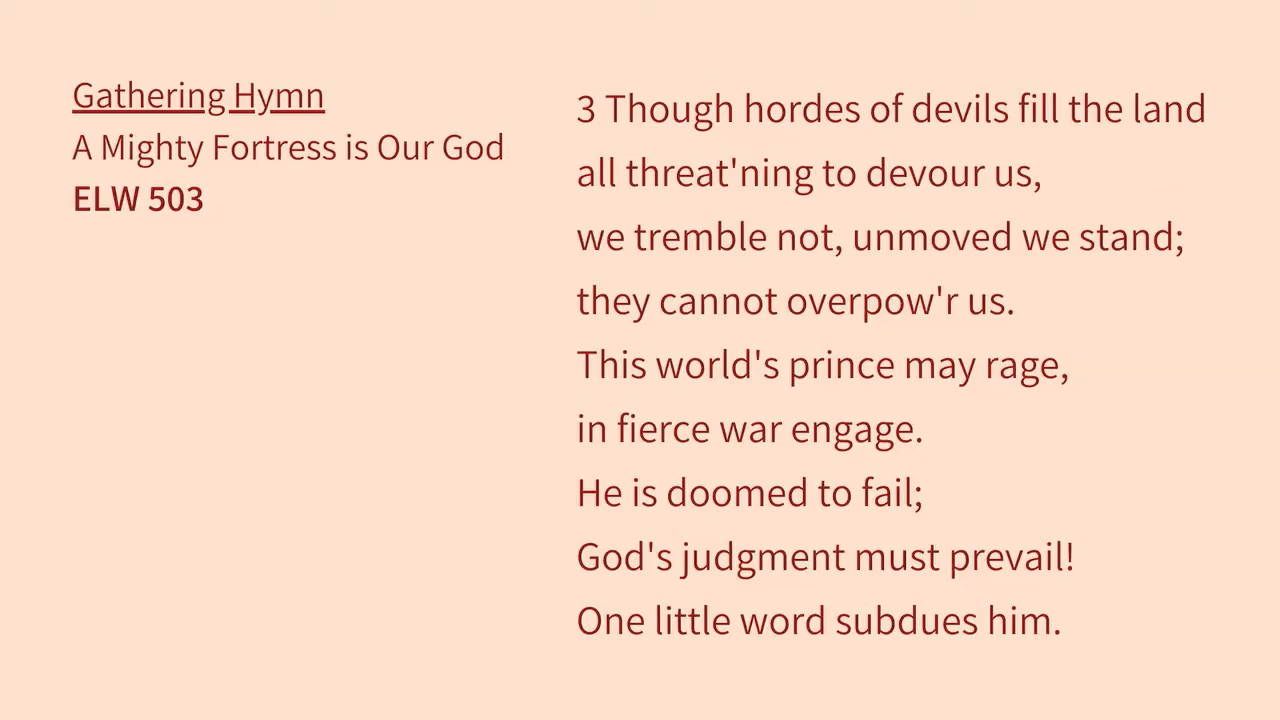 Gathering Hymn
A Mighty Fortress is Our God
ELW 503
3 Though hordes of devils fill the land
all threat'ning to devour us,
we tremble not, unmoved we stand;
they cannot overpow'r us.
This world's prince may rage,
in fierce war engage.
He is doomed to fail;
God's judgment must prevail!
One little word subdues him.